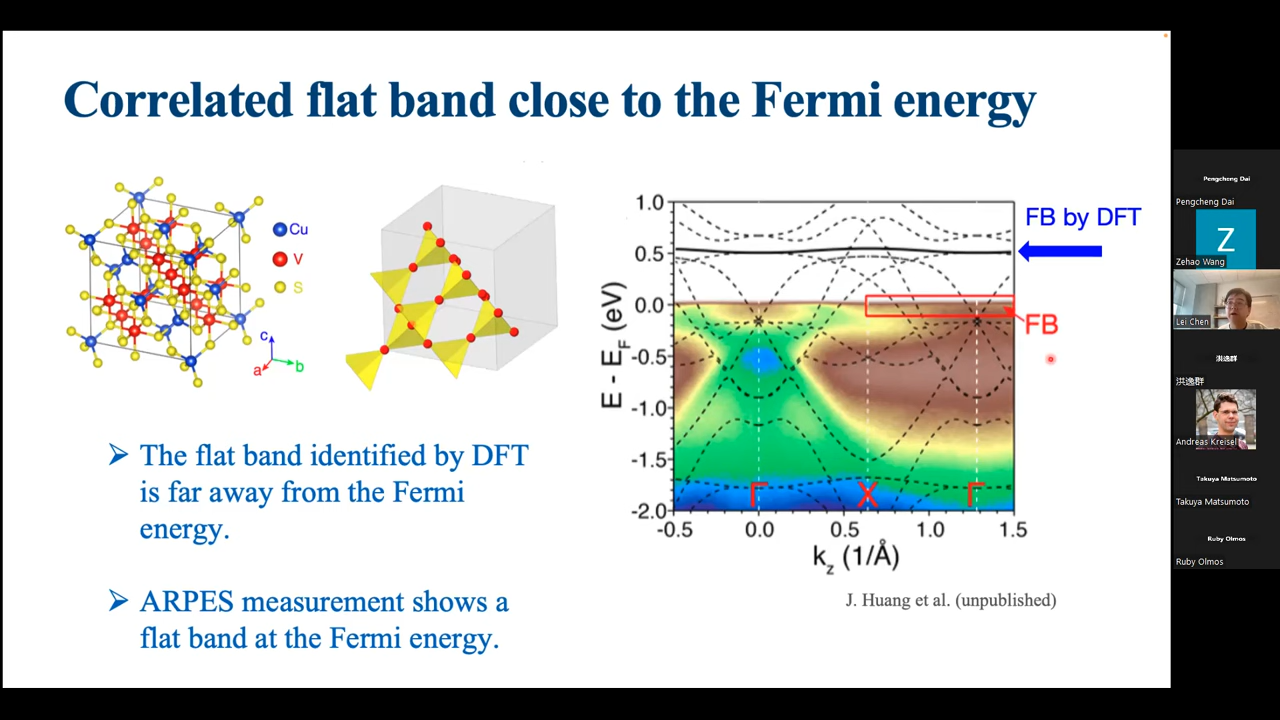 Correlated flat band close to the Fermi energy
Cu
V
S
c
a
b
1.0
0.5
0.0
-0.5
-1.0
-1.5
-2.0
E - E_F (eV)
-0.5
0.0
0.5
1.0
1.5
k_z (1/Å)
Γ
X
Γ
FB by DFT
FB
J. Huang et al. (unpublished)
➢ The flat band identified by DFT
is far away from the Fermi
energy.
➢ ARPES measurement shows a
flat band at the Fermi energy.
Pengcheng Dai
Pengcheng Dai
Z
Zehao Wang
Lei Chen
洪逸群
洪逸群
Andreas Kreisel
Takuya Matsumoto
Takuya Matsumoto
Ruby Olmos
Ruby Olmos